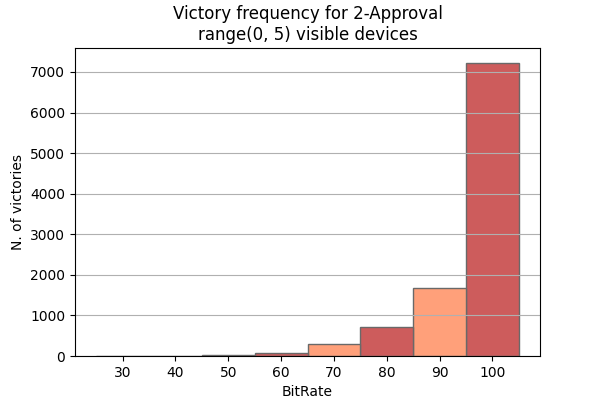 Victory frequency for 2-Approval
range(0, 5) visible devices
7000
6000
5000
4000
3000
2000
1000
0
N. of victories
30 40 50 60 70 80 90 100
BitRate